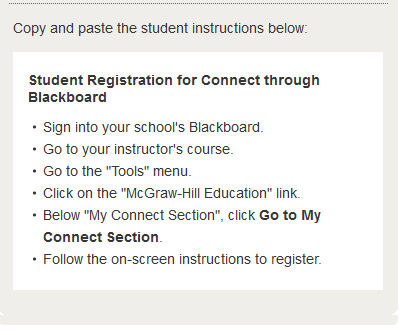 Copy and paste the student instructions below:
Student Registration for Connect through
Blackboard
• Sign into your school's Blackboard.
• Go to your instructor's course.
• Go to the "Tools" menu.
• Click on the "McGraw-Hill Education" link.
• Below "My Connect Section", click Go to My
Connect Section.
• Follow the on-screen instructions to register.